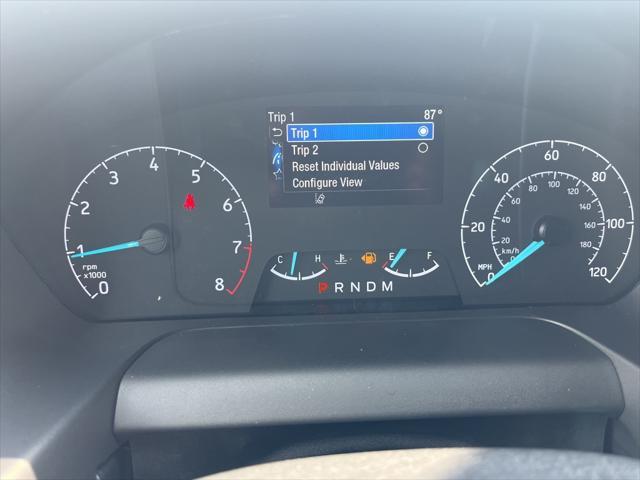 Trip 1 87°
Trip 1
Trip 2
Reset Individual Values
Configure View
0 1 2 3 4 5 6 7 8
rpm
x1000
C H
E F
P R N D M
0 20 40 60 80 100 120
MPH
0 20 40 60 80 100 120 140 160 180
km/h